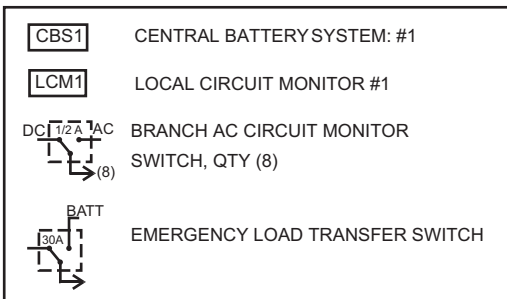 CBS1 CENTRAL BATTERY SYSTEM: #1
LCM1 LOCAL CIRCUIT MONITOR #1
DC 1/2 A AC BRANCH AC CIRCUIT MONITOR
(8) SWITCH, QTY (8)
BATT
30A EMERGENCY LOAD TRANSFER SWITCH